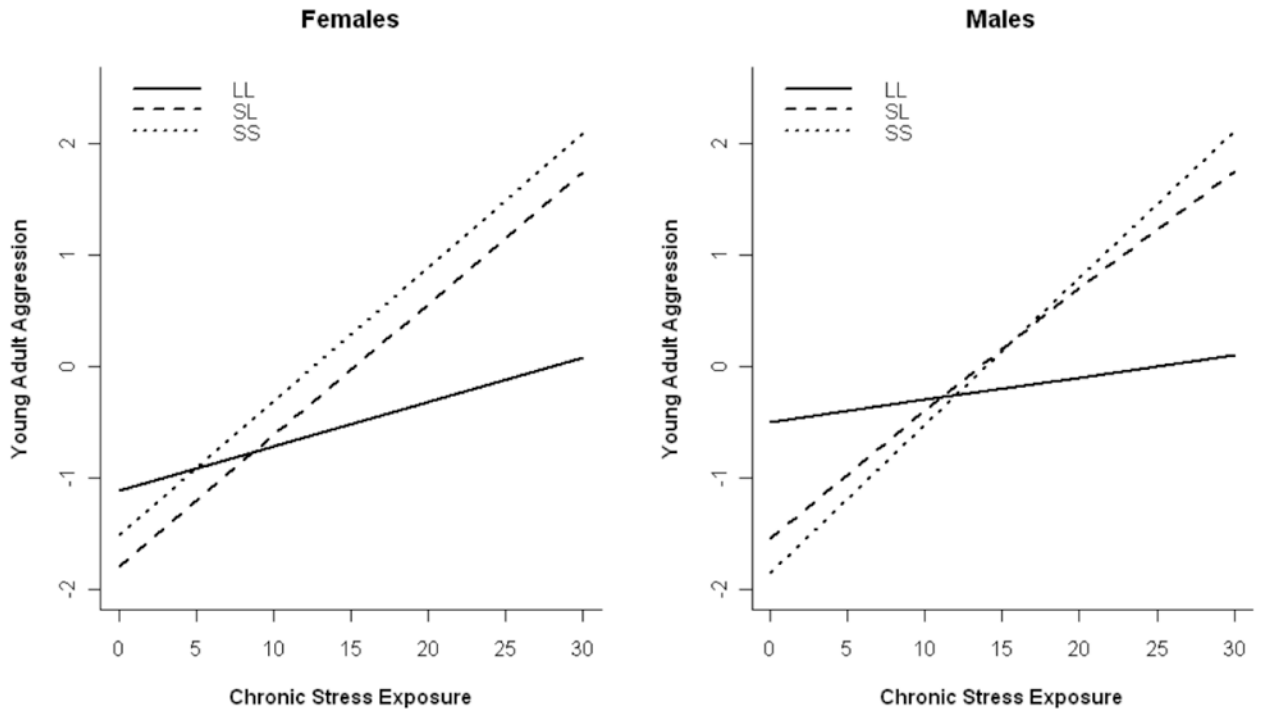 Females
LL
SL
SS
2
1
0
-1
-2
Young Adult Aggression
0 5 10 15 20 25 30
Chronic Stress Exposure
Males
LL
SL
SS
2
1
0
-1
-2
Young Adult Aggression
0 5 10 15 20 25 30
Chronic Stress Exposure